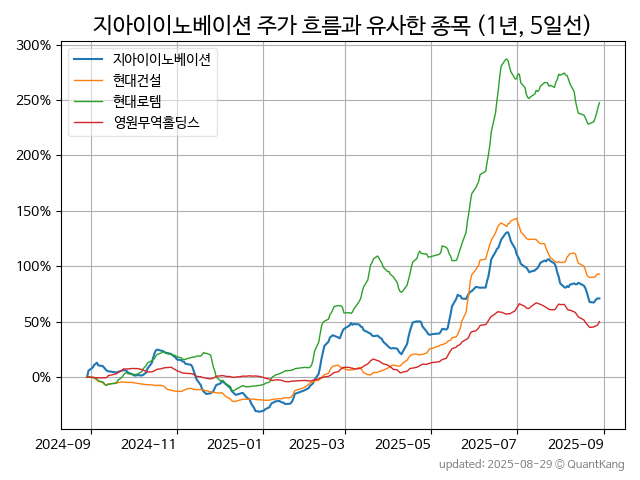 지아이이노베이션 주가 흐름과 유사한 종목 (1년, 5일선)
300%
250%
200%
150%
100%
50%
0%
지아이이노베이션
현대건설
현대로템
영원무역홀딩스
2024-09
2024-11
2025-01
2025-03
2025-05
2025-07
2025-09
updated: 2025-08-29 © QuantKang